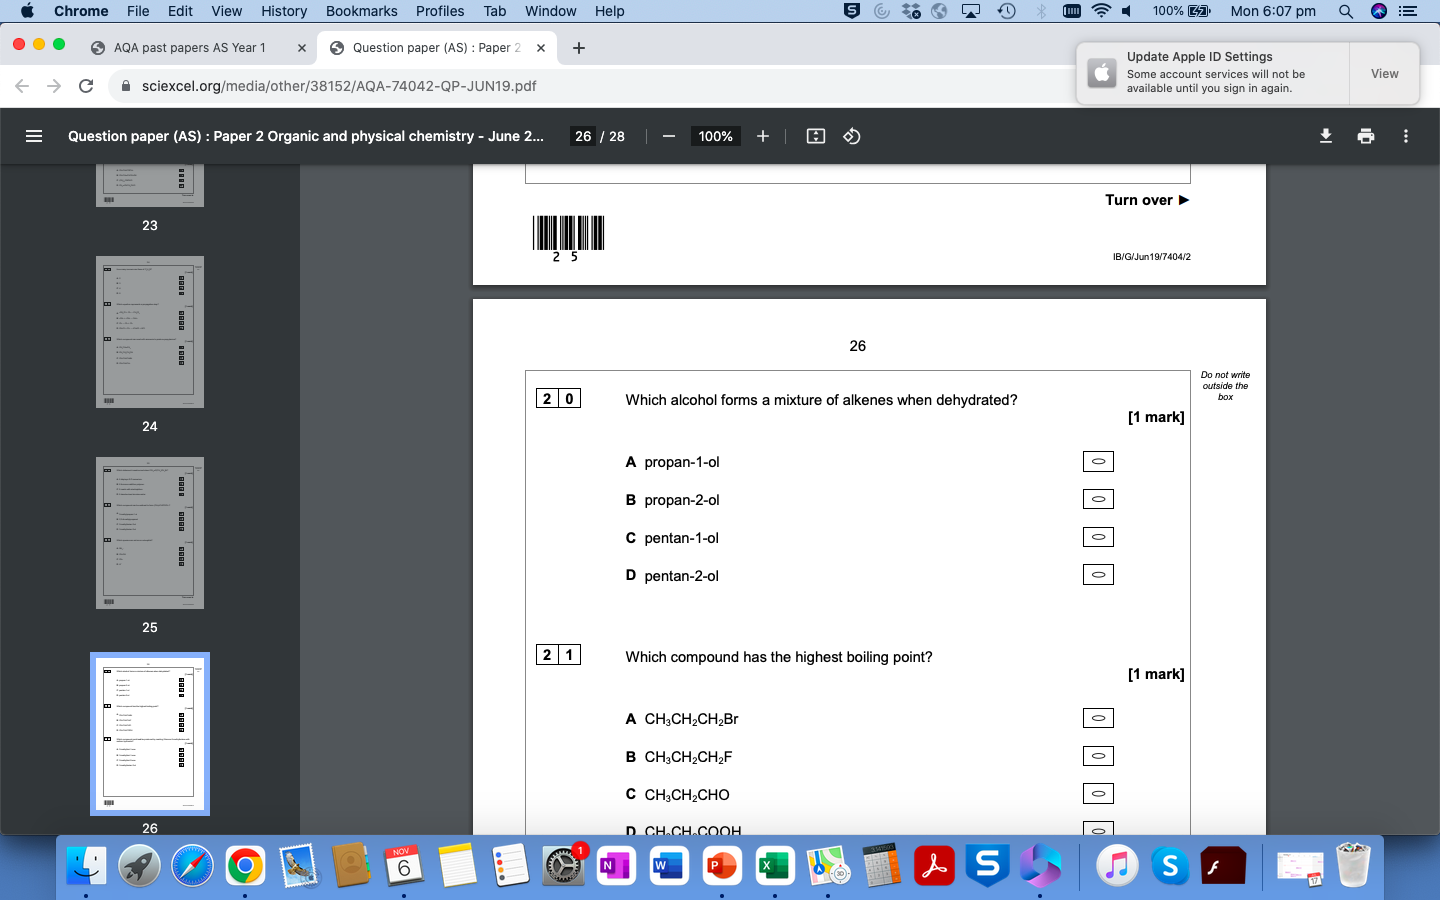 Chrome File Edit View History Bookmarks Profiles Tab Window Help 100% Mon 6:07 pm
AQA past papers AS Year 1
Question paper (AS) : Paper 2
Update Apple ID Settings
Some account services will not be
available until you sign in again.
View
sciexcel.org/media/other/38152/AQA-74042-QP-JUN19.pdf
Question paper (AS) : Paper 2 Organic and physical chemistry - June 2... 26 / 28 100%
23
24
25
26
Turn over ►
2 5
IB/G/Jun19/7404/2
26
Do not write
outside the
box
2 0 Which alcohol forms a mixture of alkenes when dehydrated?
[1 mark]
A propan-1-ol
B propan-2-ol
C pentan-1-ol
D pentan-2-ol
2 1 Which compound has the highest boiling point?
[1 mark]
A CH₃CH₂CH₂Br
B CH₃CH₂CH₂F
C CH₃CH₂CHO
D CH₃CH₂COOH
NOV
6
1
N
W
P
X
3D
S
S
f
17